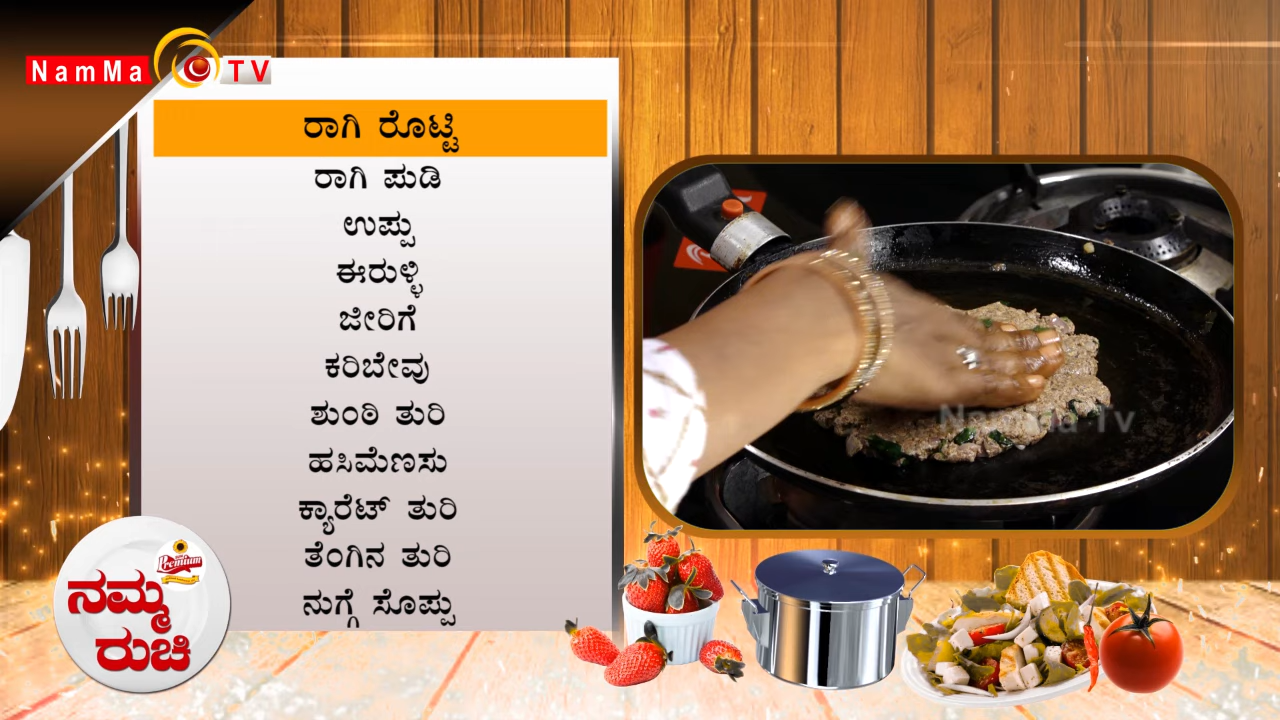 NamMa TV
ರಾಗಿ ರೊಟ್ಟಿ
ರಾಗಿ ಪುಡಿ
ಉಪ್ಪು
ಈರುಳ್ಳಿ
ಜೀರಿಗೆ
ಕರಿಬೇವು
ಶುಂಠಿ ತುರಿ
ಹಸಿಮೆಣಸು
ಕ್ಯಾರೆಟ್ ತುರಿ
ತೆಂಗಿನ ತುರಿ
ನುಗ್ಗೆ ಸೊಪ್ಪು
NamMa Tv
Premium
ನಮ್ಮ
ರುಚಿ